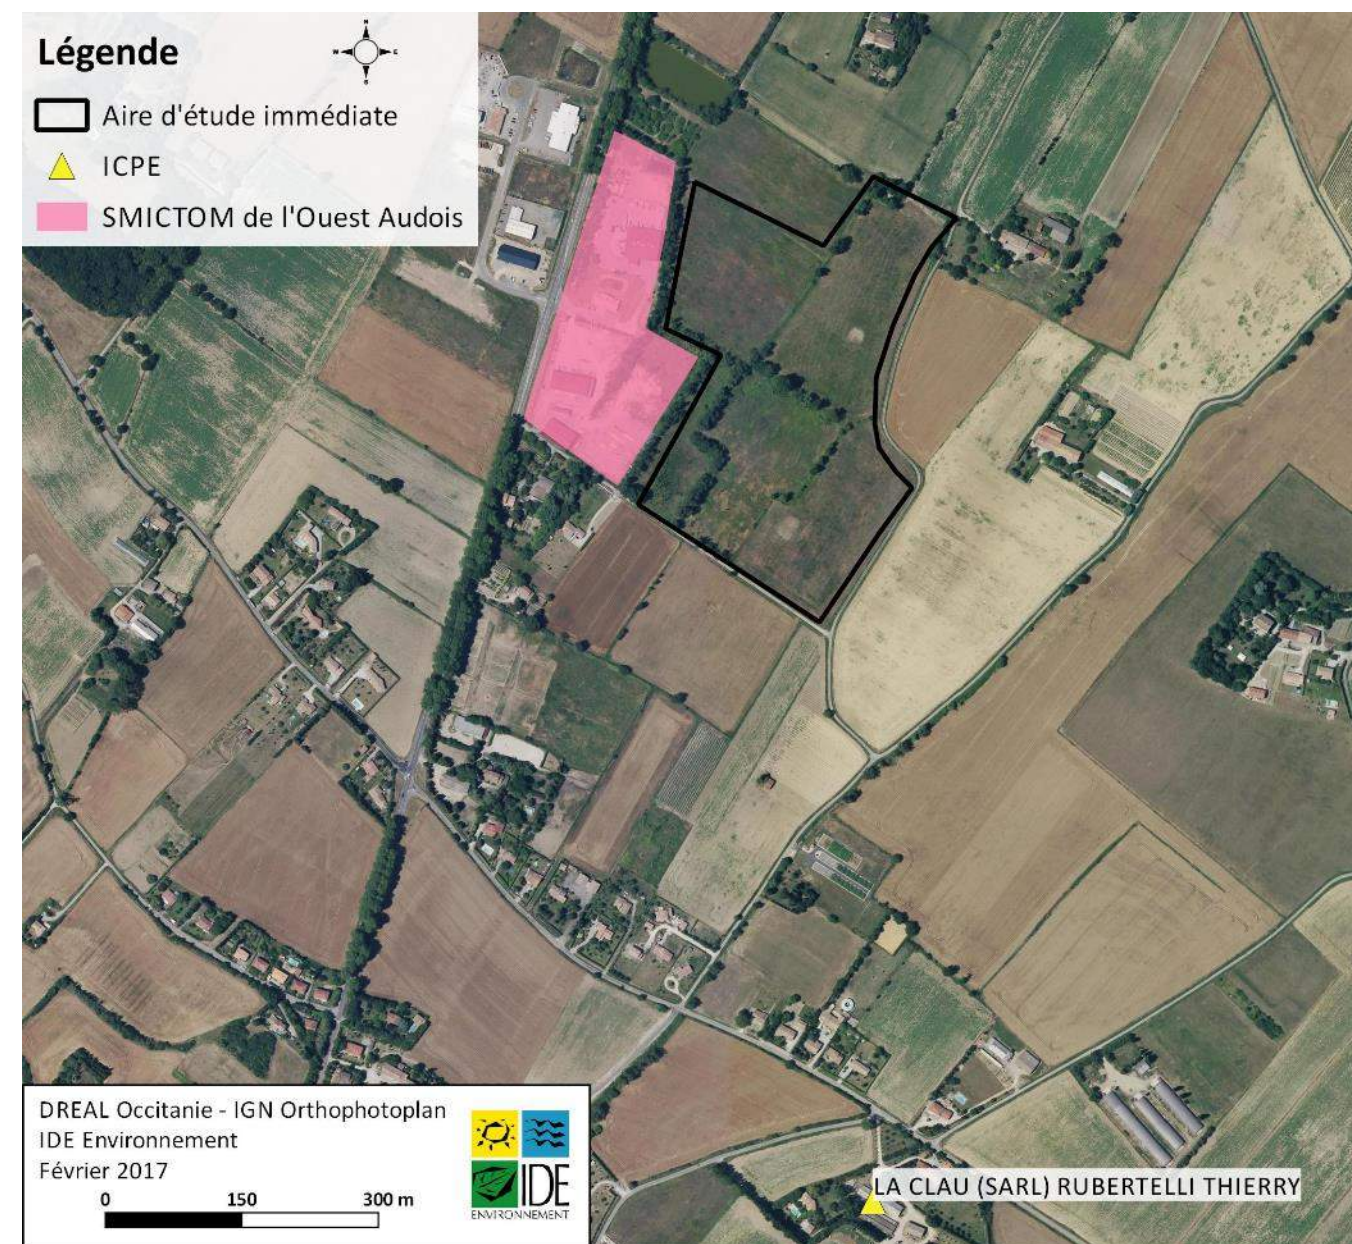 Légende
N
W E
S
Aire d'étude immédiate
ICPE
SMICTOM de l'Ouest Audois
DREAL Occitanie - IGN Orthophotoplan
IDE Environnement
Février 2017
0 150 300 m
IDE
ENVIRONNEMENT
LA CLAU (SARL) RUBERTELLI THIERRY